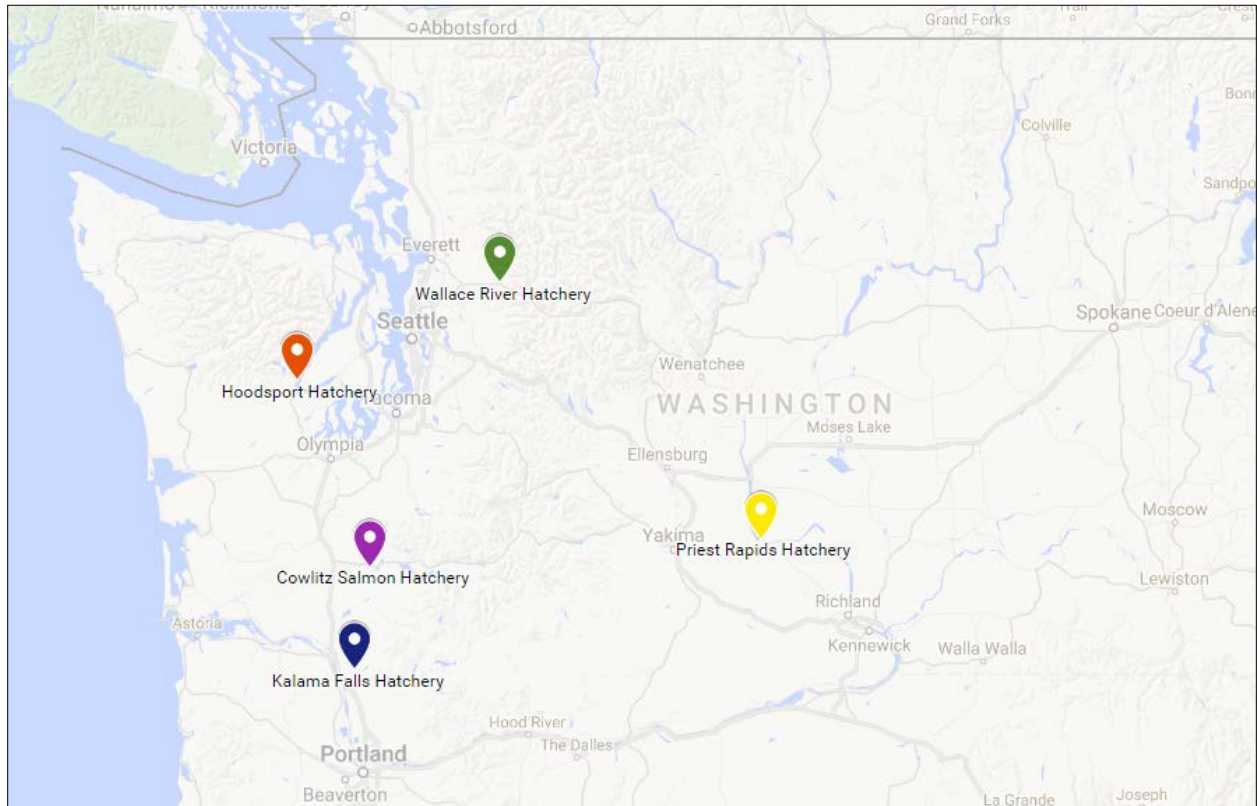 Abbotsford
Grand Forks
Colville
Victoria
Everett
Wallace River Hatchery
Seattle
Spokane
Coeur d'Alene
Hoodsport Hatchery
Wenatchee
WASHINGTON
Moses Lake
Olympia
Ellensburg
Moscow
Yakima
Priest Rapids Hatchery
Cowlitz Salmon Hatchery
Lewiston
Richland
Astoria
Kennewick
Walla Walla
Kalama Falls Hatchery
Hood River
The Dalles
Portland
Beaverton
La Grande
Joseph